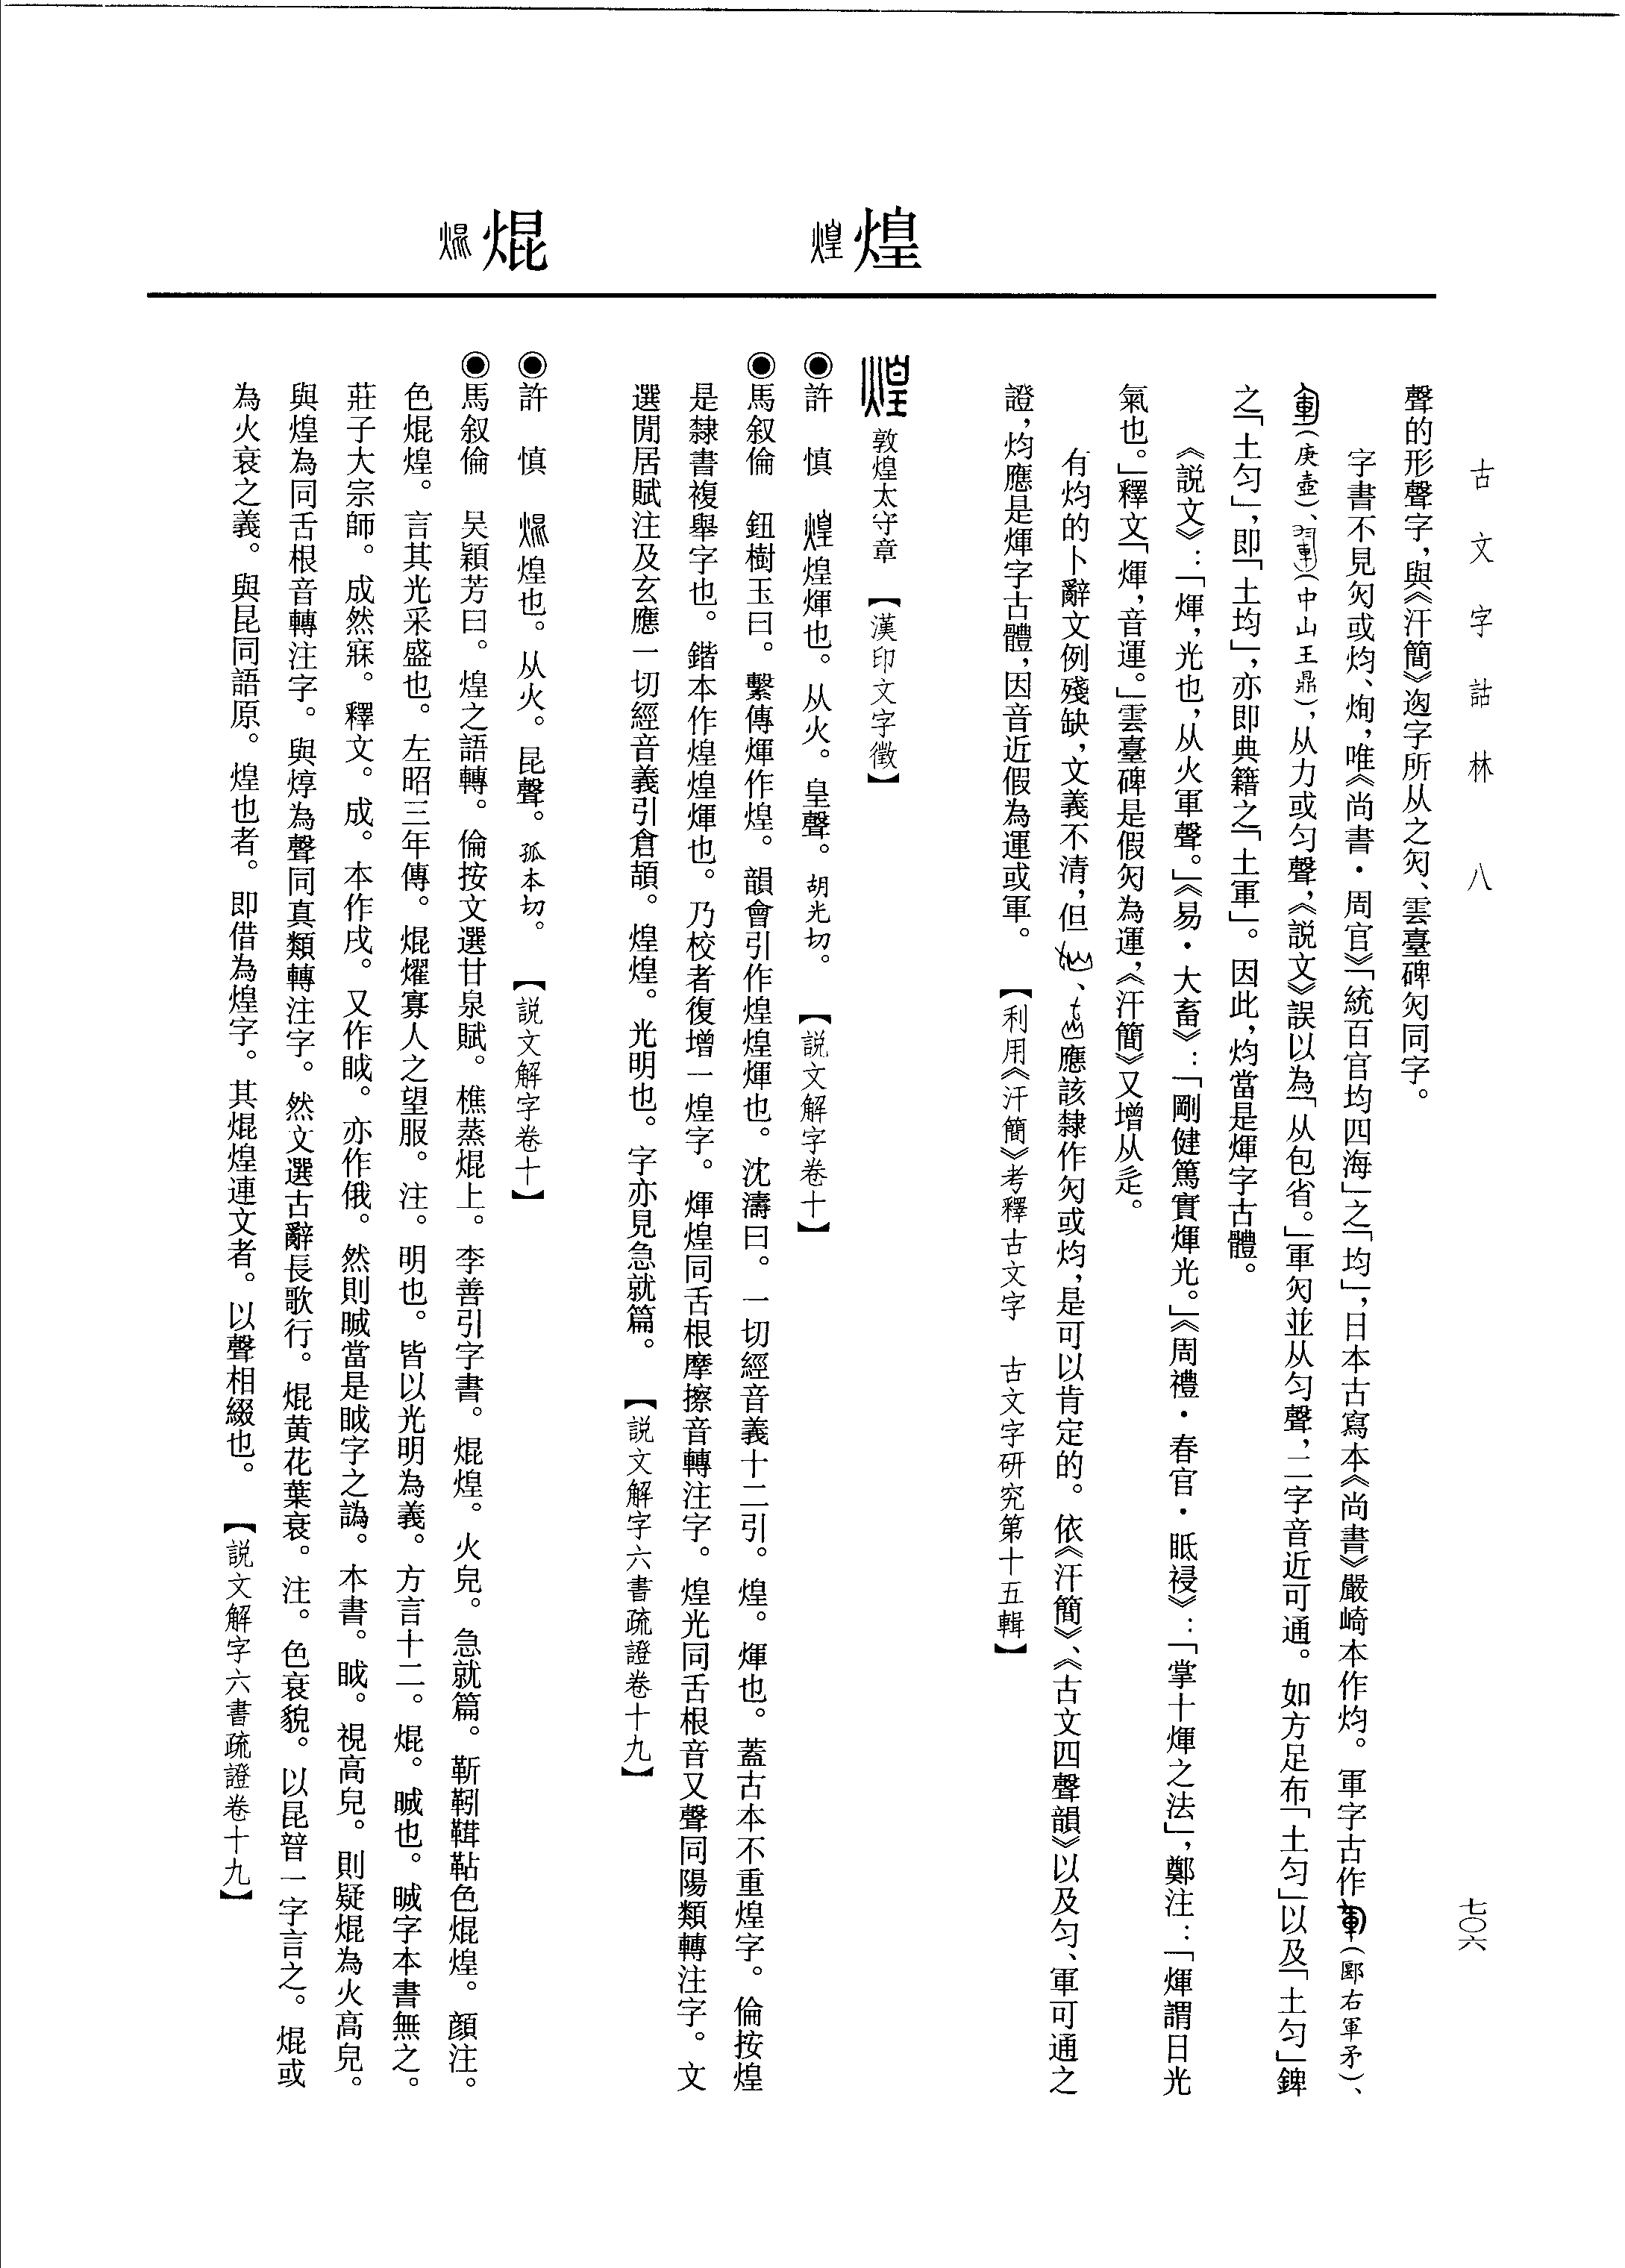 古文字詁林 八
七〇六
聲的形聲字，與《汗簡》迿字所从之匃、雲臺碑匃同字。
字書不見匃或焞、焁，唯《尚書·周官》「統百官均四海」之「均」，日本古寫本《尚書》嚴崎本作灼。軍字古作（郾右軍矛）、
（庚壺）、（中山王鼎），从力或勻聲，《説文》誤以為「从包省。」軍匃並从勻聲，二字音近可通。如方足布「土勻」以及「土勻」錍
之「土勻」，即「土均」，亦即典籍之「土軍」。因此，灼當是煇字古體。
《説文》：「煇，光也，从火軍聲。」《易·大畜》：「剛健篤實煇光。」《周禮·春官·眂祲》：「掌十煇之法」，鄭注：「煇謂日光
氣也。」釋文「煇，音運。」雲臺碑是假匃為運，《汗簡》又增从辵。
有灼的卜辭文例殘缺，文義不清，但、應該隸作匃或灼，是可以肯定的。依《汗簡》、《古文四聲韻》以及勻、軍可通之
證，灼應是煇字古體，因音近假為運或軍。　【利用《汗簡》考釋古文字　古文字研究第十五輯】
煌 煌
煌 敦煌太守章　【漢印文字徵】
◉許　慎　煌煌煇也。从火。皇聲。胡光切。　【説文解字卷十】
◉馬叙倫　鈕樹玉曰。繫傳煇作煌。韻會引作煌煌煇也。沈濤曰。一切經音義十二引。煌。煇也。蓋古本不重煌字。倫按煌
是隸書複舉字也。鍇本作煌煌煇也。乃校者復增一煌字。煇煌同舌根摩擦音轉注字。煌光同舌根音又聲同陽類轉注字。文
選閒居賦注及玄應一切經音義引倉頡。煌煌。光明也。字亦見急就篇。　【説文解字六書疏證卷十九】
焜 焜
◉許　慎　焜煌也。从火。昆聲。孤本切。　【説文解字卷十】
◉馬叙倫　吴穎芳曰。煌之語轉。倫按文選甘泉賦。樵蒸焜上。李善引字書。焜煌。火皃。急就篇。靳靷䩸䩞色焜煌。顏注。
色焜煌。言其光采盛也。左昭三年傳。焜燿寡人之望服。注。明也。皆以光明為義。方言十二。焜。㬝也。㬝字本書無之。
莊子大宗師。成然寐。釋文。成。本作戌。又作䀕。亦作俄。然則㬝當是䀕字之譌。本書。䀕。視高皃。則疑焜為火高皃。
與煌為同舌根音轉注字。與焞為聲同真類轉注字。然文選古辭長歌行。焜黄花葉衰。注。色衰貌。以昆暜一字言之。焜或
為火衰之義。與昆同語原。煌也者。即借為煌字。其焜煌連文者。以聲相綴也。　【説文解字六書疏證卷十九】